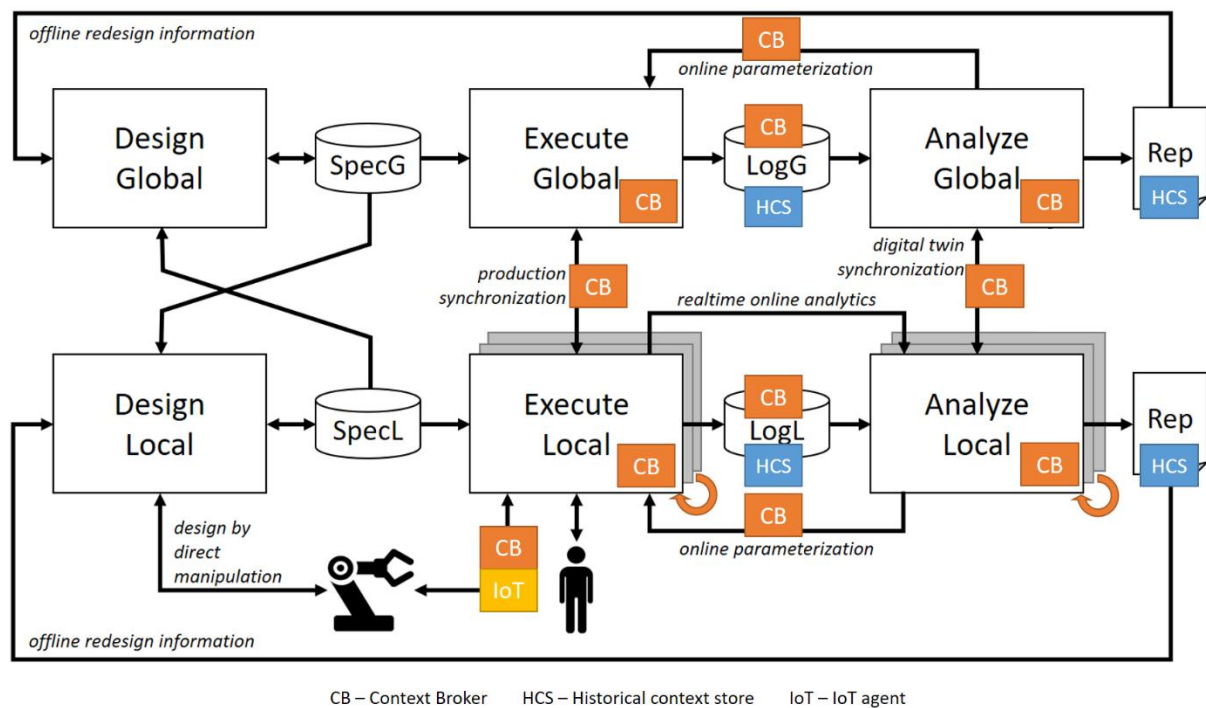 offline redesign information
CB
online parameterization
Design
Global
SpecG
Execute
Global
CB
CB
LogG
HCS
Analyze
Global
CB
Rep
HCS
production
synchronization
CB
digital twin
synchronization
CB
realtime online analytics
Design
Local
SpecL
Execute
Local
CB
CB
LogL
HCS
Analyze
Local
CB
Rep
HCS
design by
direct
manipulation
CB
IoT
CB
online parameterization
offline redesign information
CB – Context Broker HCS – Historical context store IoT – IoT agent